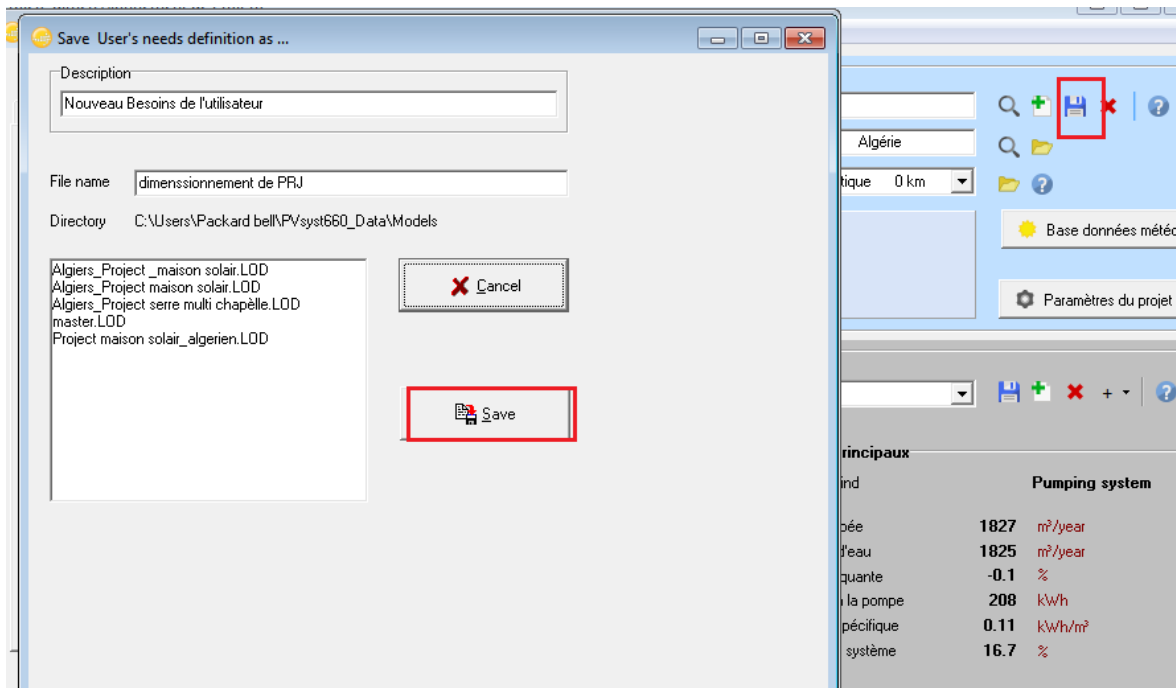 Save User's needs definition as ...
Description
Nouveau Besoins de l'utilisateur
File name dimenssionnement de PRJ
Directory C:\Users\Packard bell\PVsyst660_Data\Models
Algiers_Project _maison solair.LOD
Algiers_Project maison solair.LOD
Algiers_Project serre multi chapèlle.LOD
master.LOD
Project maison solair_algerien.LOD
Cancel
Save
Algérie
tique 0 km
Base données météo
Paramètres du projet
rincipaux
ind Pumping system
pée 1827 m³/year
d'eau 1825 m³/year
quante -0.1 %
la pompe 208 kWh
pécifique 0.11 kWh/m³
système 16.7 %